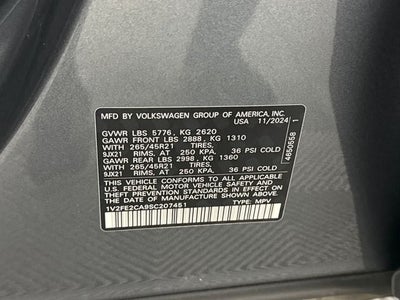 MFD BY VOLKSWAGEN GROUP OF AMERICA, INC.
USA 11/2024 1
GVWR LBS 5776, KG 2620
GAWR FRONT LBS 2888, KG 1310
WITH 265/45R21 TIRES,
9JX21 RIMS, AT 250 KPA, 36 PSI COLD
GAWR REAR LBS 2998, KG 1360
WITH 265/45R21 TIRES,
9JX21 RIMS, AT 250 KPA, 36 PSI COLD
THIS VEHICLE CONFORMS TO ALL APPLICABLE
U.S. FEDERAL MOTOR VEHICLE SAFETY AND
THEFT PREVENTION STANDARDS IN EFFECT ON
THE DATE OF MANUFACTURE SHOWN ABOVE.
1V2FE2CA9SC207451 TYPE: MPV
4650558